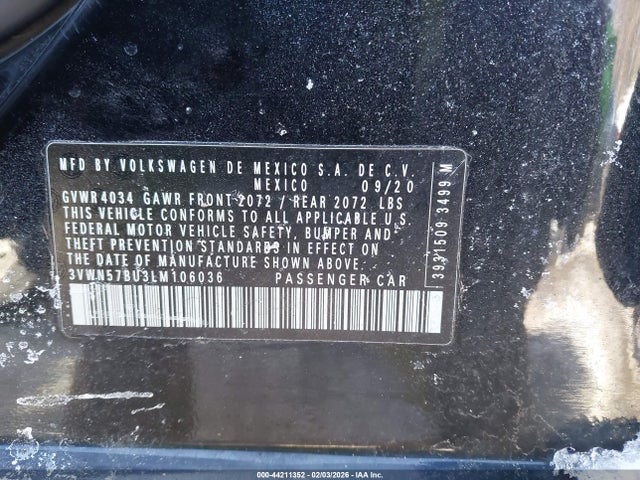 MFD BY VOLKSWAGEN DE MEXICO S.A. DE C.V.
MEXICO 09/20
GVWR 4034 GAWR FRONT 2072 / REAR 2072 LBS
THIS VEHICLE CONFORMS TO ALL APPLICABLE U.S.
FEDERAL MOTOR VEHICLE SAFETY, BUMPER AND
THEFT PREVENTION STANDARDS IN EFFECT ON
THE DATE OF MANUFACTURE SHOWN ABOVE.
3VWN57BU3LM106036 PASSENGER CAR
3931509 3499 M
000-44211352 | 02/03/2026 - © IAA Inc.